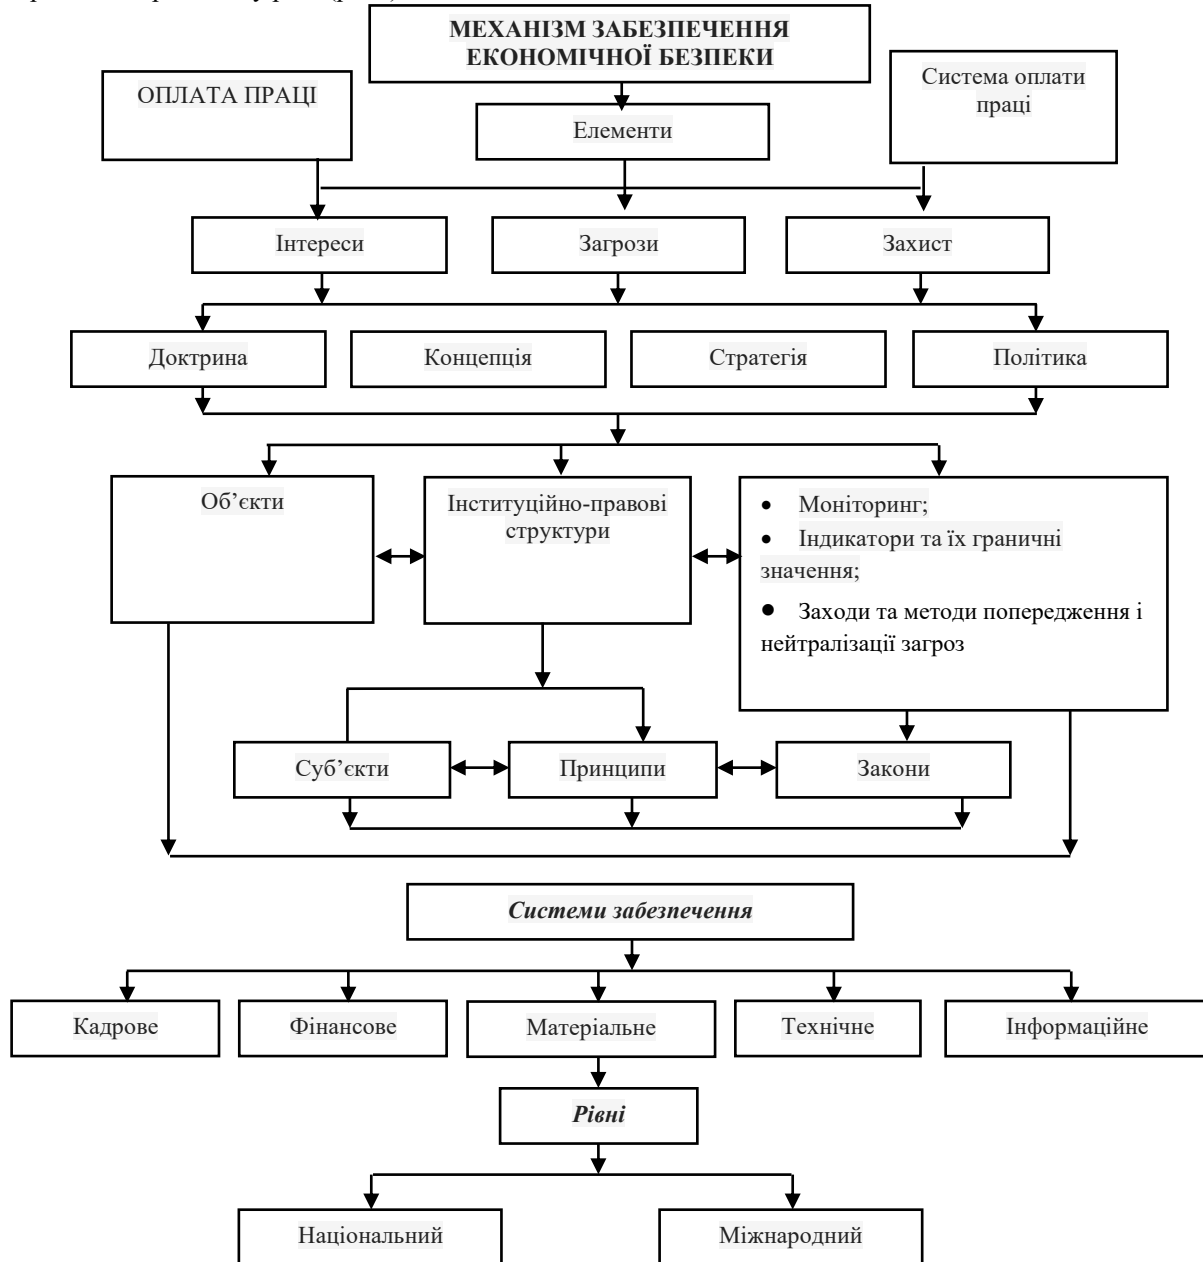 МЕХАНІЗМ ЗАБЕЗПЕЧЕННЯ
ЕКОНОМІЧНОЇ БЕЗПЕКИ
ОПЛАТА ПРАЦІ
Система оплати
праці
Елементи
Інтереси
Загрози
Захист
Доктрина
Концепція
Стратегія
Політика
Об’єкти
Інституційно-правові
структури
• Моніторинг;
• Індикатори та їх граничні
значення;
• Заходи та методи попередження і
нейтралізації загроз
Суб’єкти
Принципи
Закони
Системи забезпечення
Кадрове
Фінансове
Матеріальне
Технічне
Інформаційне
Рівні
Національний
Міжнародний